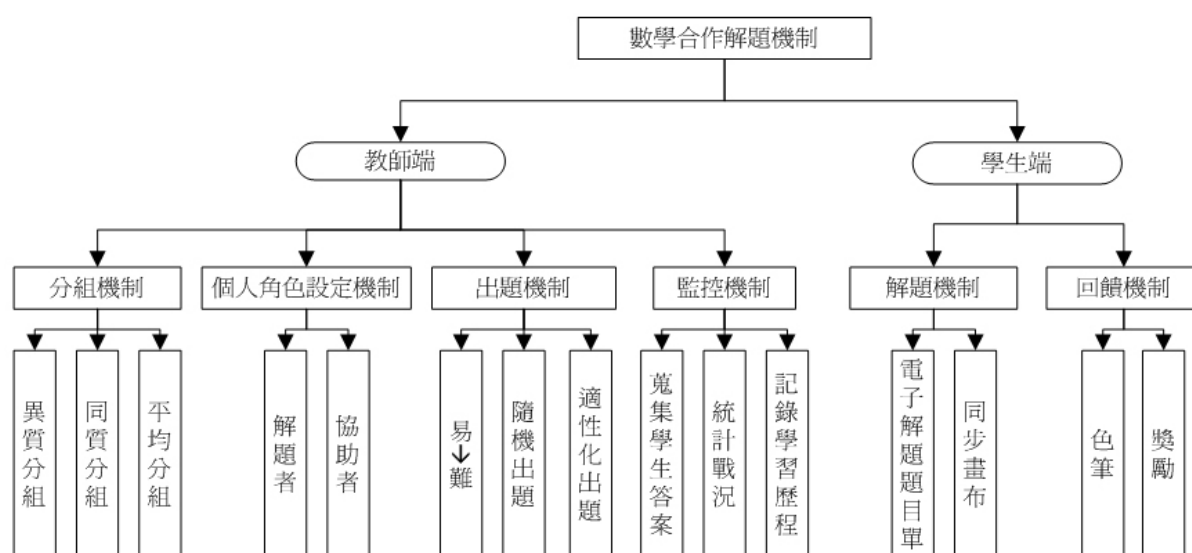 數學合作解題機制
教師端
學生端
分組機制
個人角色設定機制
出題機制
監控機制
解題機制
回饋機制
異質分組
同質分組
平均分組
解題者
協助者
易↓難
隨機出題
適性化出題
蒐集學生答案
統計戰況
記錄學習歷程
電子解題題目單
同步畫布
色筆
獎勵